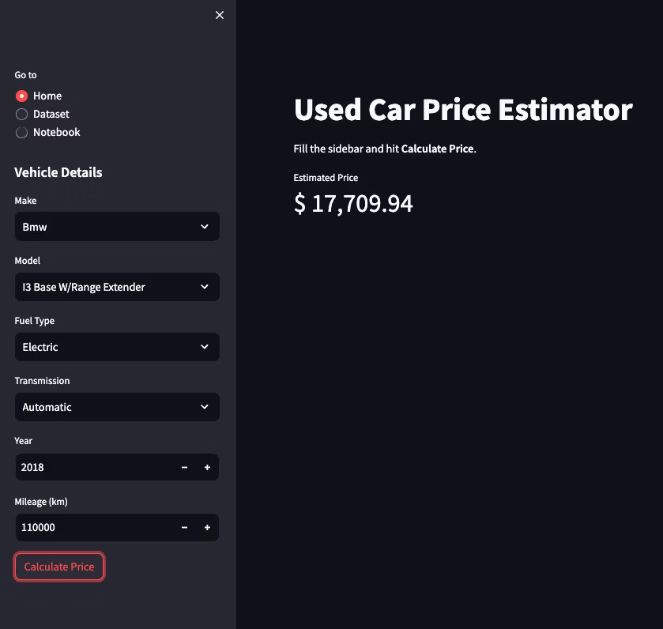 Go to
Home
Dataset
Notebook
Vehicle Details
Make
Bmw
Model
I3 Base W/Range Extender
Fuel Type
Electric
Transmission
Automatic
Year
2018
Mileage (km)
110000
Calculate Price
Used Car Price Estimator
Fill the sidebar and hit Calculate Price.
Estimated Price
$ 17,709.94